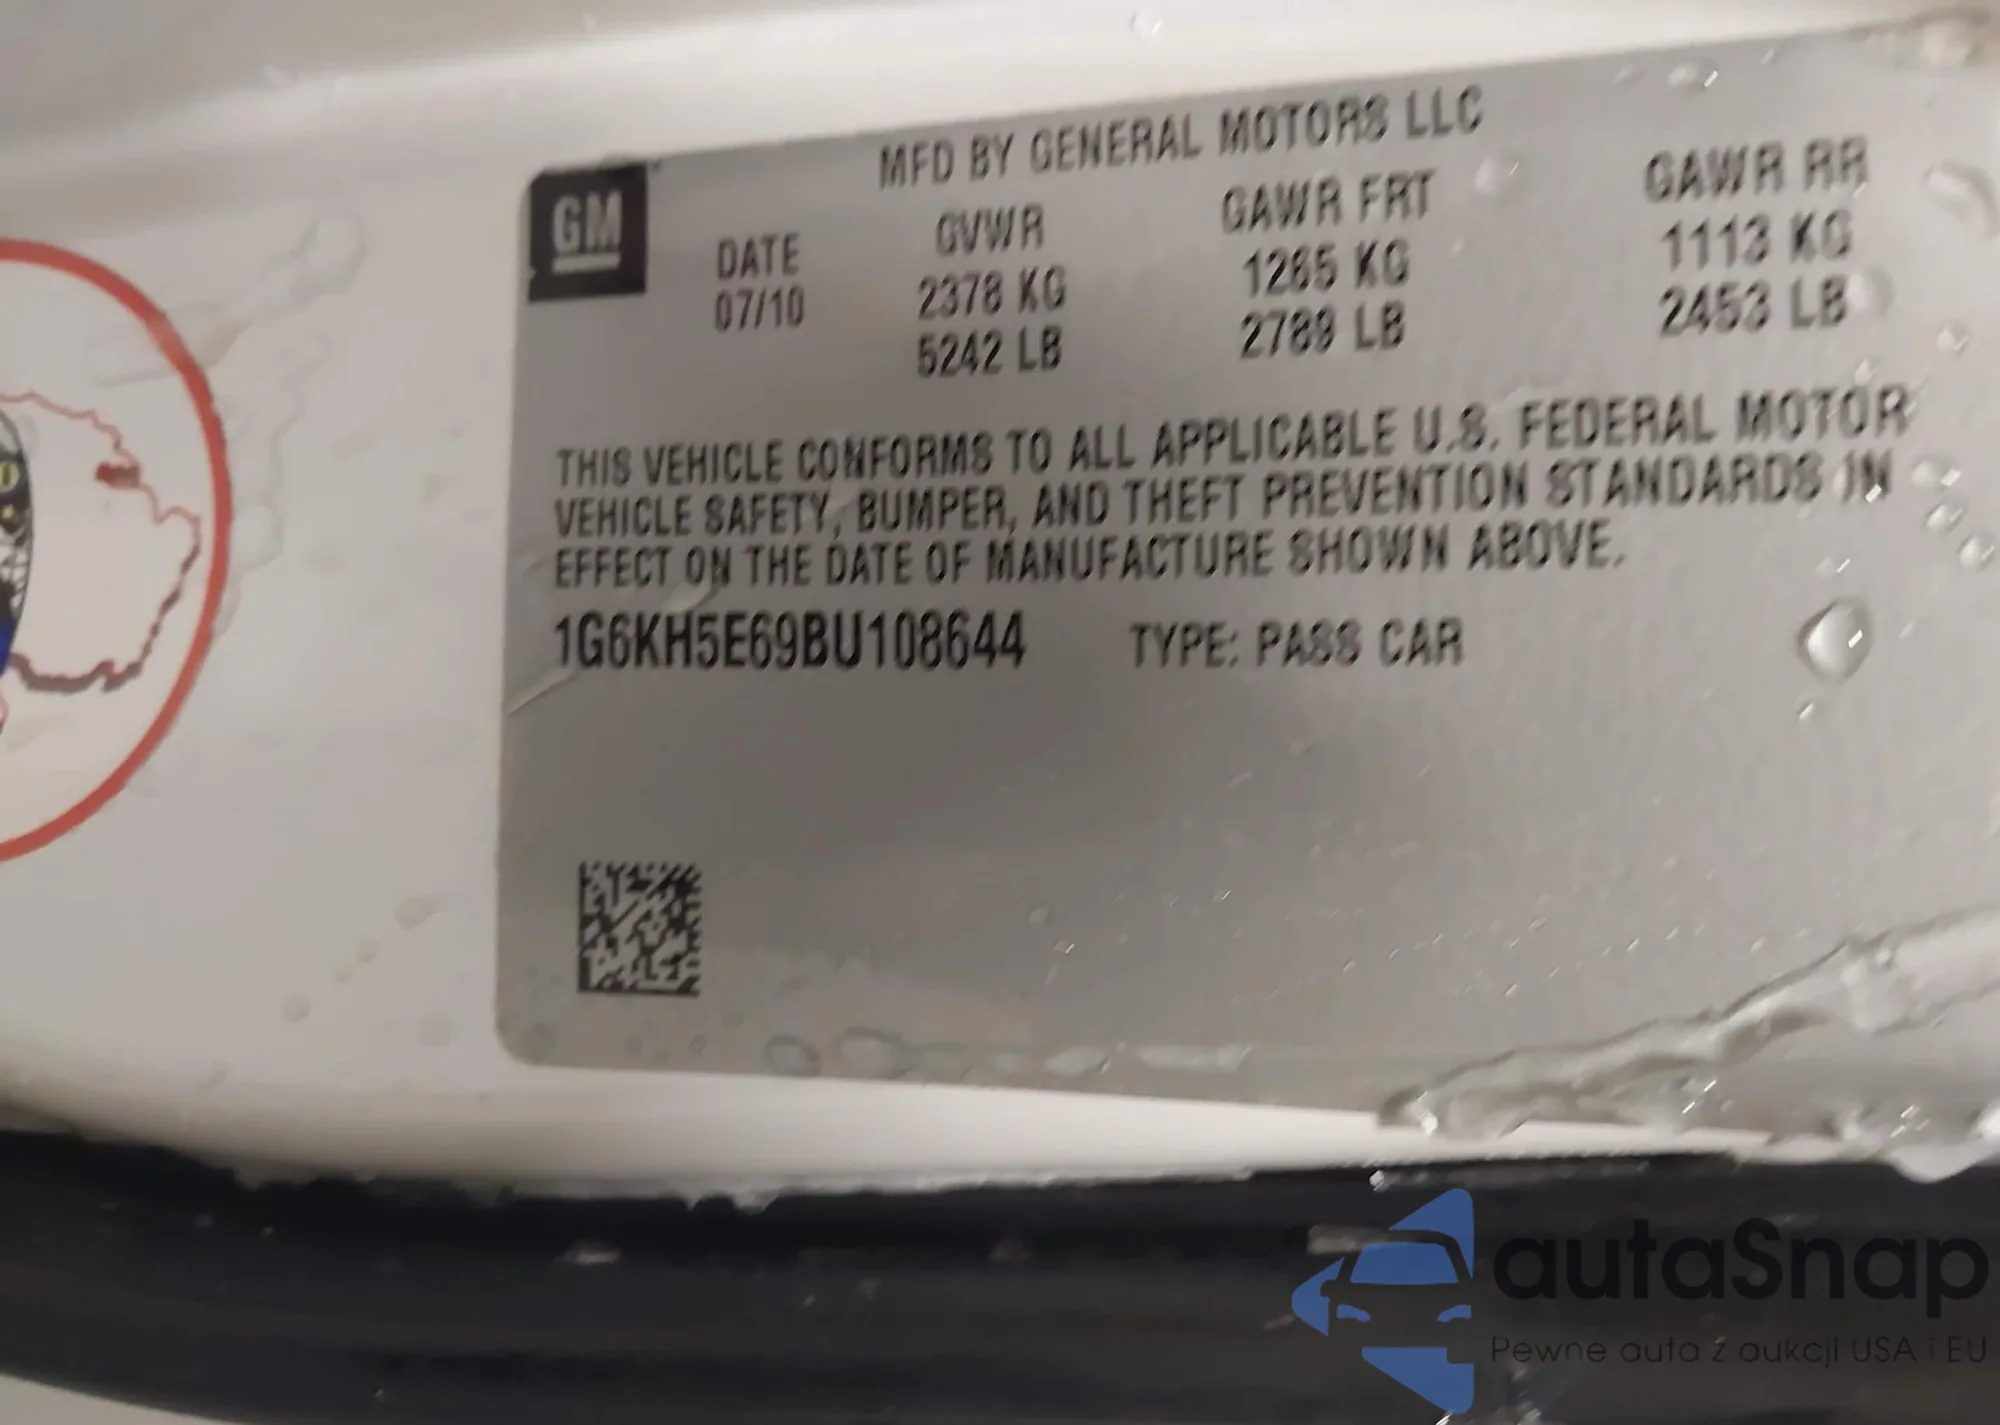 MFD BY GENERAL MOTORS LLC
GM
DATE GVWR GAWR FRT GAWR RR
07/10 2378 KG 1265 KG 1113 KG
5242 LB 2789 LB 2453 LB
THIS VEHICLE CONFORMS TO ALL APPLICABLE U.S. FEDERAL MOTOR
VEHICLE SAFETY, BUMPER, AND THEFT PREVENTION STANDARDS IN
EFFECT ON THE DATE OF MANUFACTURE SHOWN ABOVE.
1G6KH5E69BU108644 TYPE: PASS CAR
autaSnap
Pewne auta z aukcji USA i EU